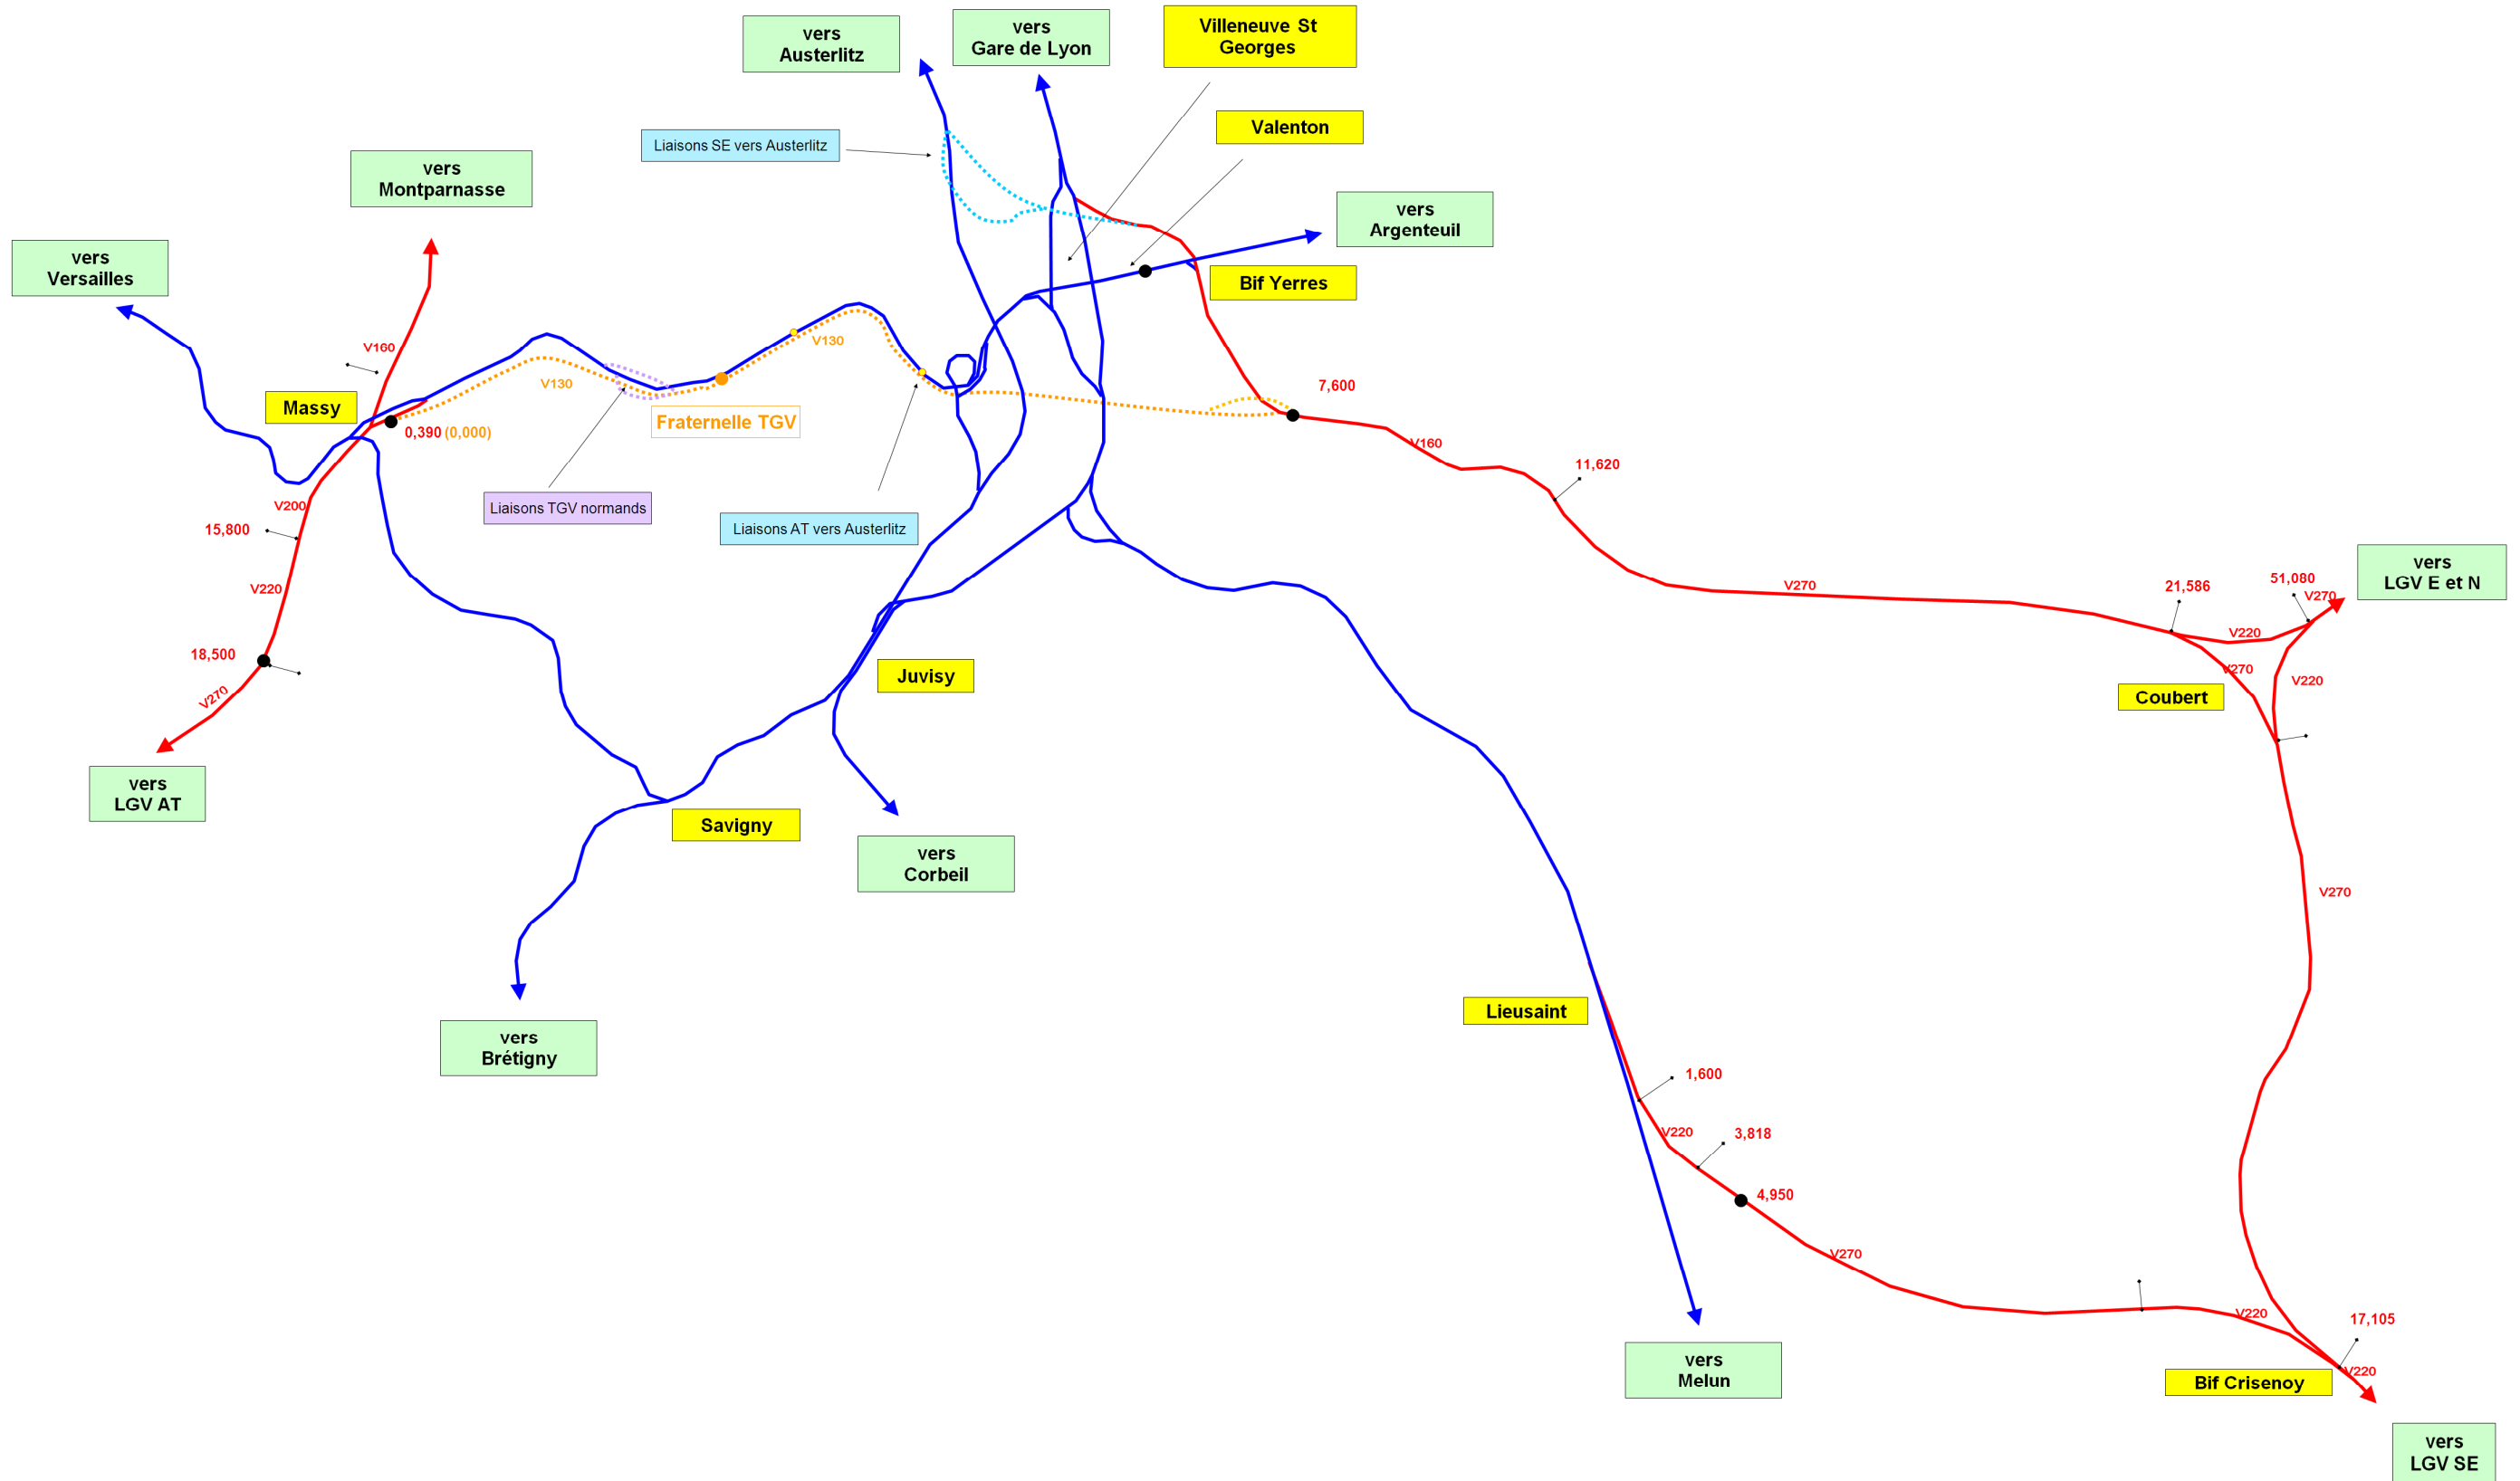 vers
Austerlitz
vers
Gare de Lyon
Villeneuve St
Georges
Valenton
Liaisons SE vers Austerlitz
vers
Montparnasse
vers
Argenteuil
vers
Versailles
Bif Yerres
V160
V130
V130
7,600
Massy
Fraternelle TGV
0,390 (0,000)
V160
11,620
Liaisons TGV normands
Liaisons AT vers Austerlitz
V200
15,800
V220
18,500
V270
vers
LGV AT
V270
21,586
51,080
V270
vers
LGV E et N
V220
V270
V220
Coubert
Juvisy
Savigny
vers
Corbeil
V270
Lieusaint
vers
Brétigny
1,600
V220
3,818
4,950
V270
V220
17,105
V220
Bif Crisenoy
vers
Melun
vers
LGV SE